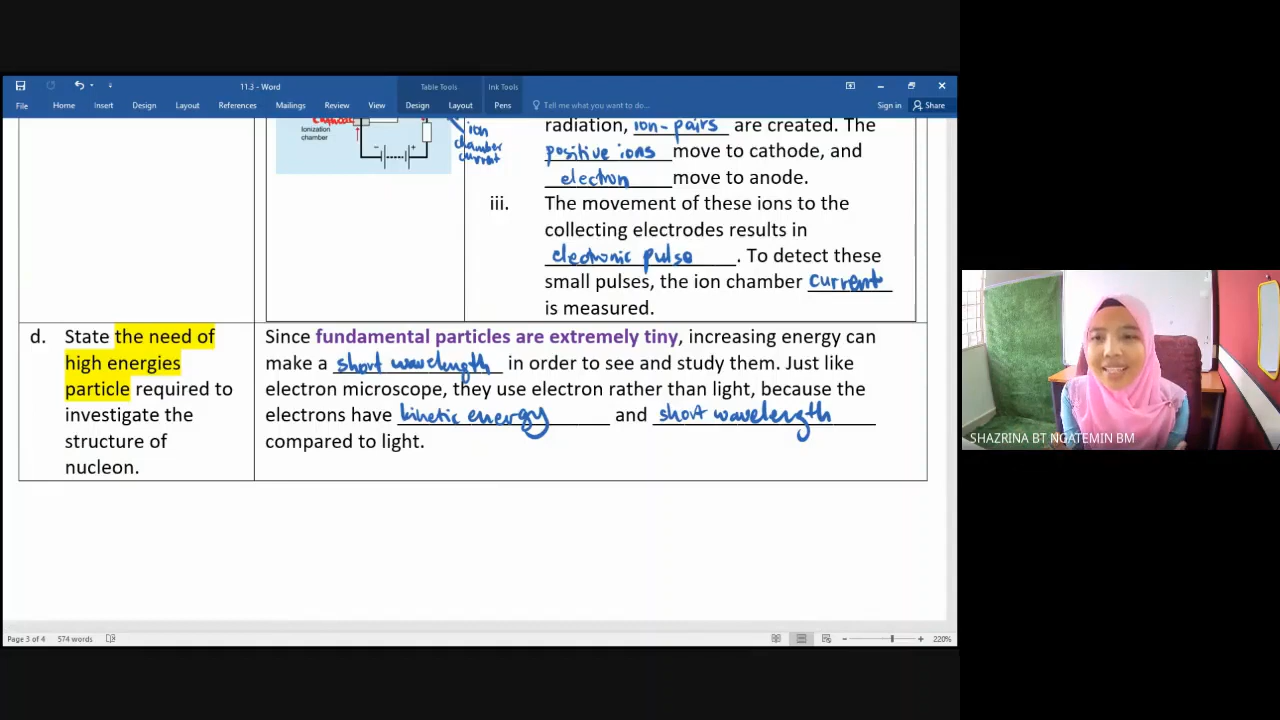 11.3 - Word
Table Tools
Ink Tools
File Home Insert Design Layout References Mailings Review View Design Layout Pens Tell me what you want to do... Sign in Share
cathode
Ionization
chamber
ion
chamber
current
- +
radiation, ion-pairs are created. The
positive ions move to cathode, and
electron move to anode.
iii. The movement of these ions to the
collecting electrodes results in
electronic pulse. To detect these
small pulses, the ion chamber current
is measured.
d. State the need of
high energies
particle required to
investigate the
structure of
nucleon.
Since fundamental particles are extremely tiny, increasing energy can
make a short wavelength in order to see and study them. Just like
electron microscope, they use electron rather than light, because the
electrons have kinetic energy and short wavelength
compared to light.
SHAZRINA BT NGATEMIN BM
Page 3 of 4 574 words
- + 220%